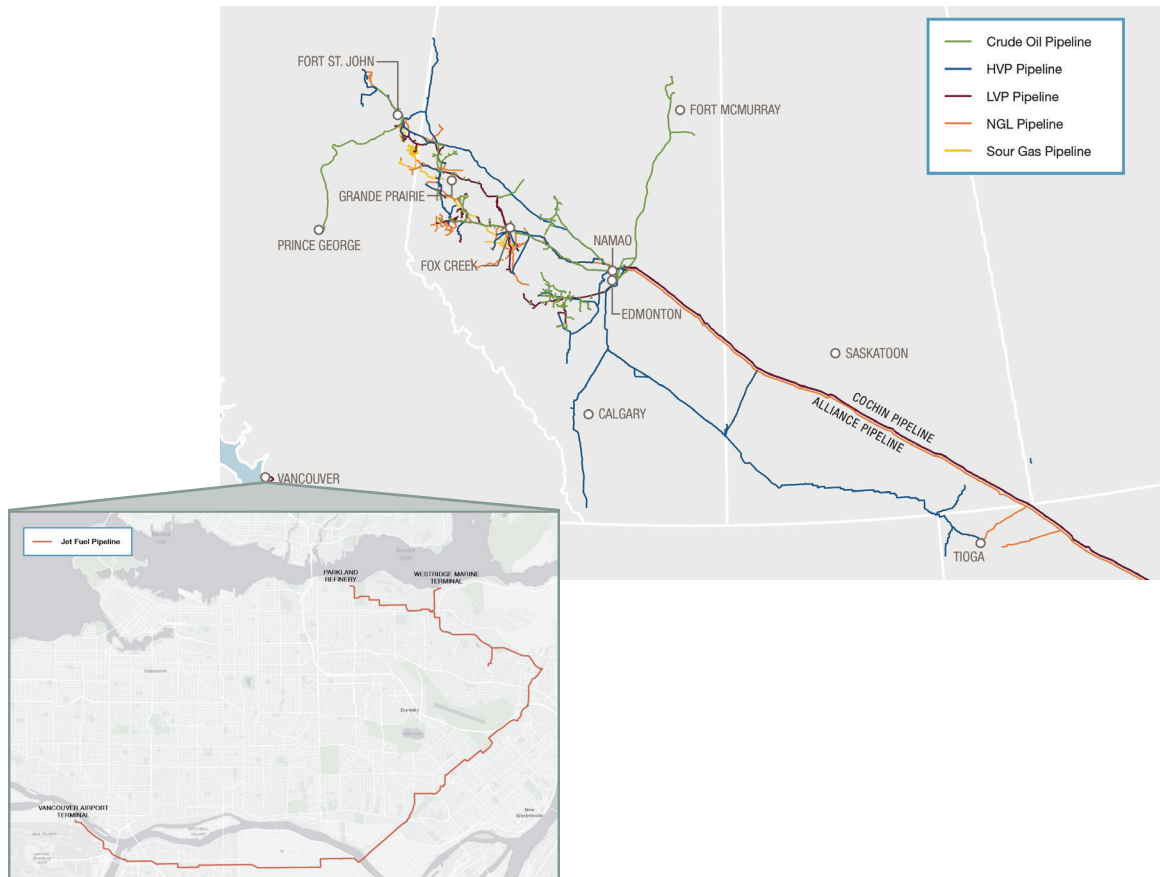 Crude Oil Pipeline
HVP Pipeline
LVP Pipeline
NGL Pipeline
Sour Gas Pipeline
FORT ST. JOHN
FORT MCMURRAY
GRANDE PRAIRIE
PRINCE GEORGE
FOX CREEK
NAMAO
EDMONTON
SASKATOON
CALGARY
COCHIN PIPELINE
ALLIANCE PIPELINE
VANCOUVER
TIOGA
Jet Fuel Pipeline
PARKLAND
REFINERY
WESTRIDGE MARINE
TERMINAL
Vancouver
Burnaby
VANCOUVER AIRPORT
TERMINAL
New
Westminster
SEA ISLAND